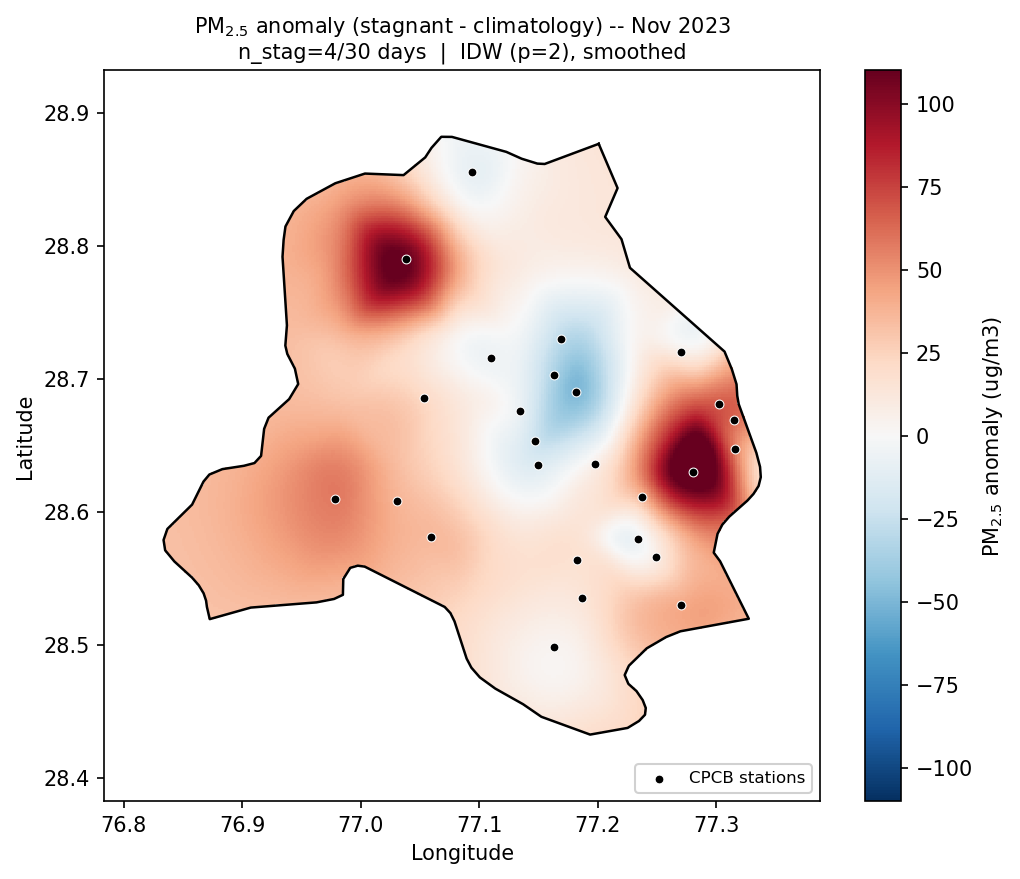 PM2.5 anomaly (stagnant - climatology) -- Nov 2023
n_stag=4/30 days | IDW (p=2), smoothed
Latitude
28.9
28.8
28.7
28.6
28.5
28.4
76.8 76.9 77.0 77.1 77.2 77.3
Longitude
CPCB stations
100
75
50
25
0
−25
−50
−75
−100
PM2.5 anomaly (ug/m3)